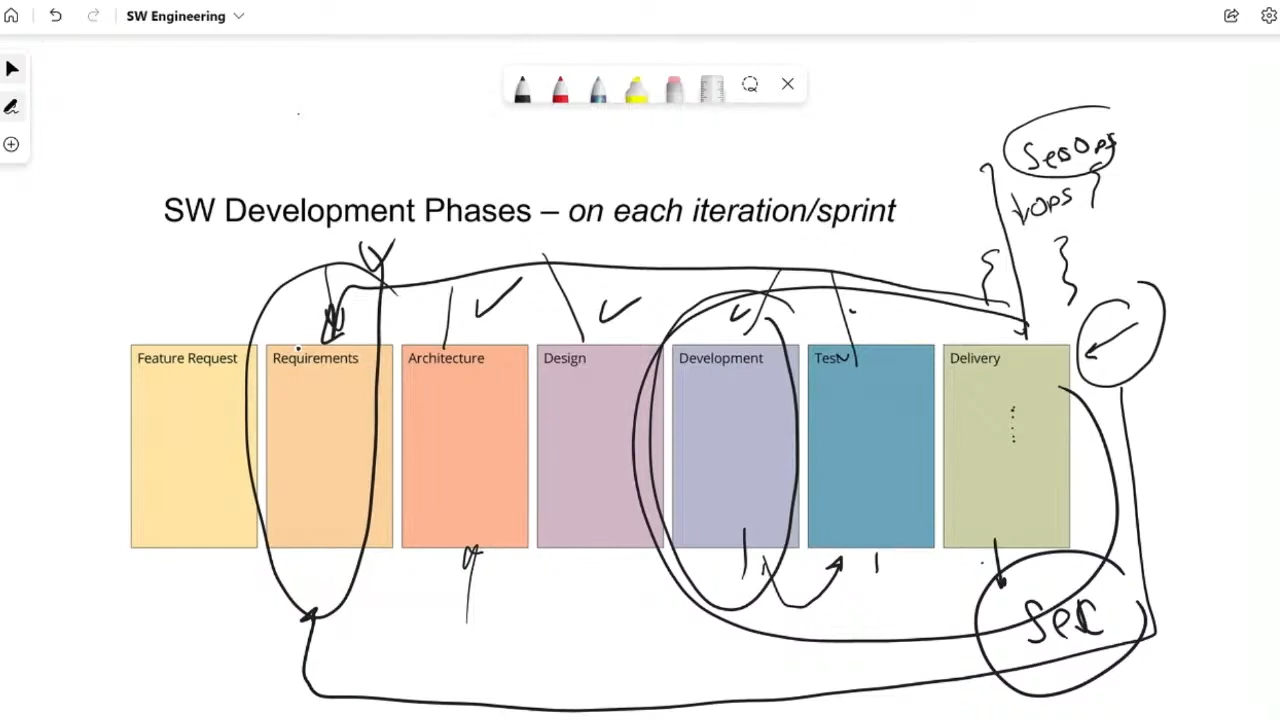 SW Engineering
SecOps
SW Development Phases – on each iteration/sprint
Feature Request
Requirements
Architecture
Design
Development
Test
Delivery
Sec